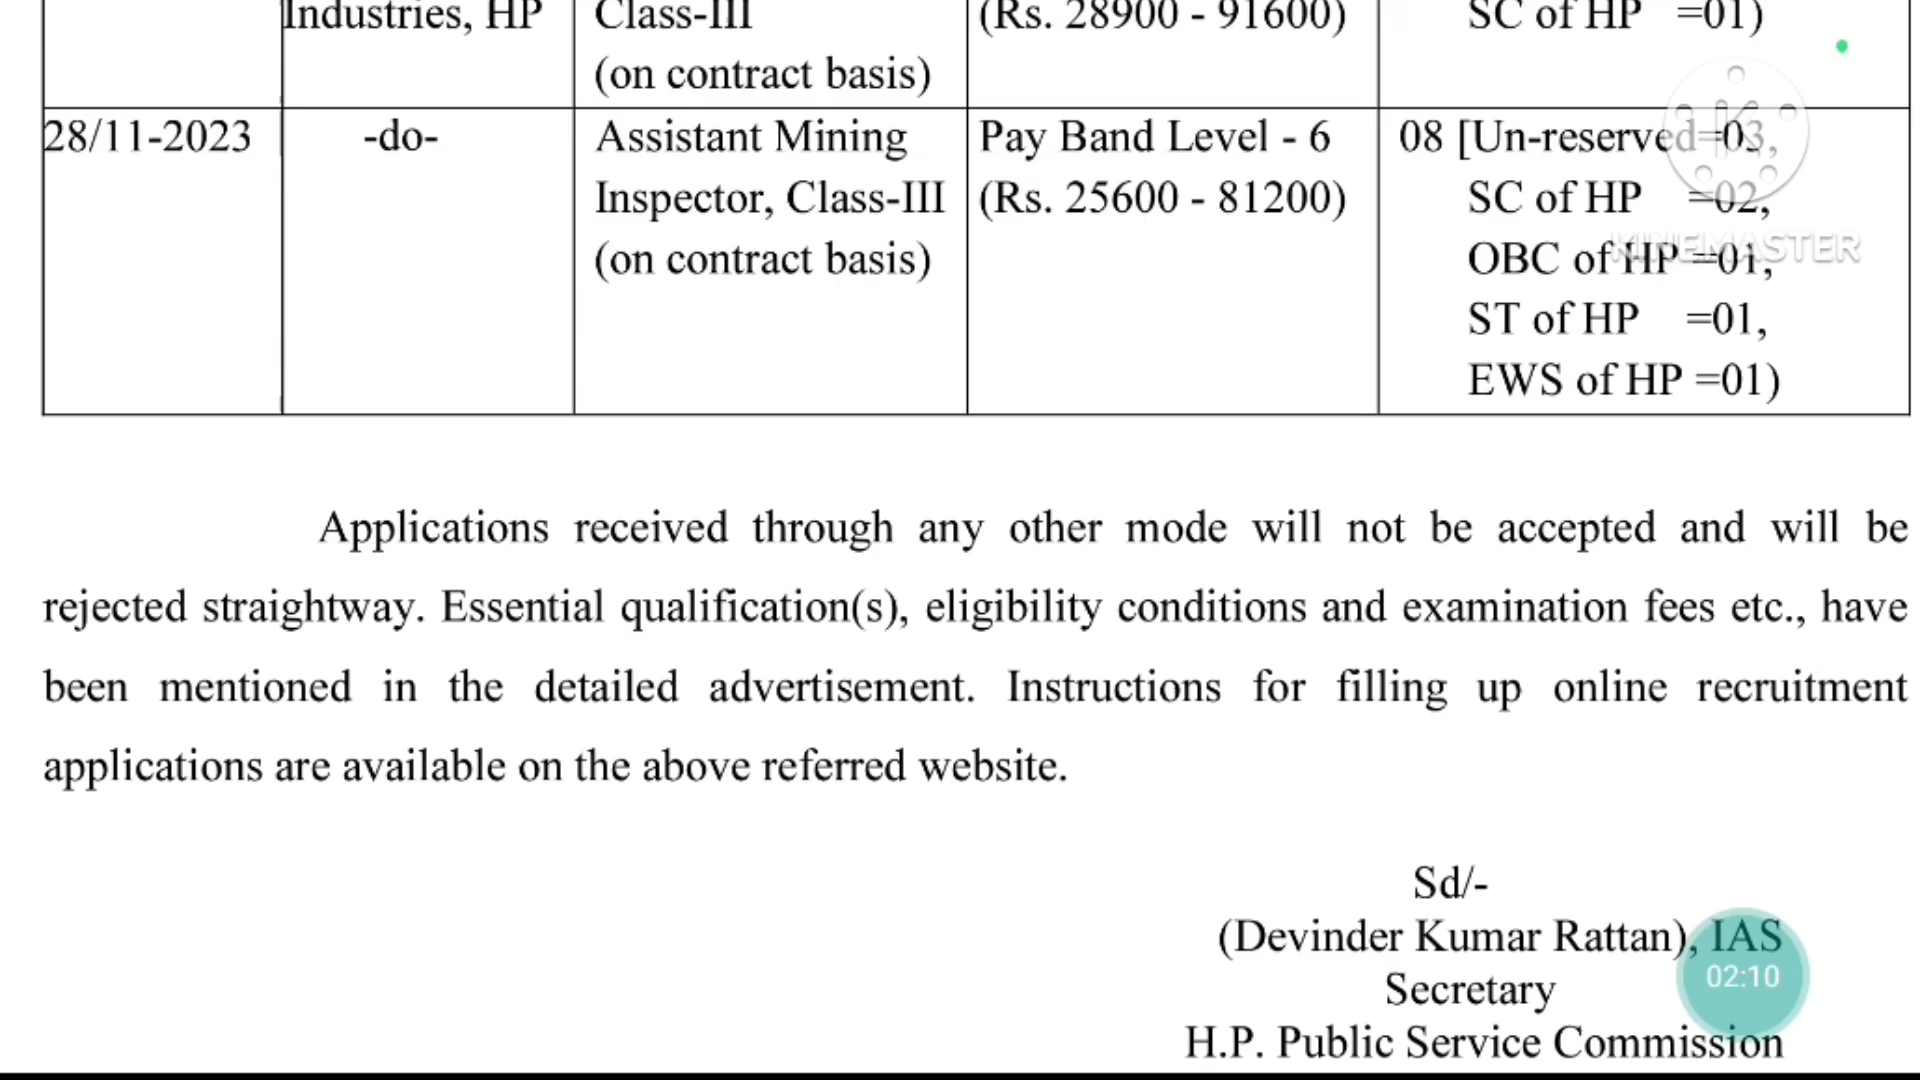 Industries, HP Class-III (Rs. 28900 - 91600) SC of HP =01)
(on contract basis)
28/11-2023 -do- Assistant Mining Pay Band Level - 6 08 [Un-reserved=03,
Inspector, Class-III (Rs. 25600 - 81200) SC of HP =02,
(on contract basis) OBC of HP =01,
ST of HP =01,
EWS of HP =01)
KINEMASTER
Applications received through any other mode will not be accepted and will be
rejected straightway. Essential qualification(s), eligibility conditions and examination fees etc., have
been mentioned in the detailed advertisement. Instructions for filling up online recruitment
applications are available on the above referred website.
Sd/-
(Devinder Kumar Rattan), IAS
02:10
Secretary
H.P. Public Service Commission